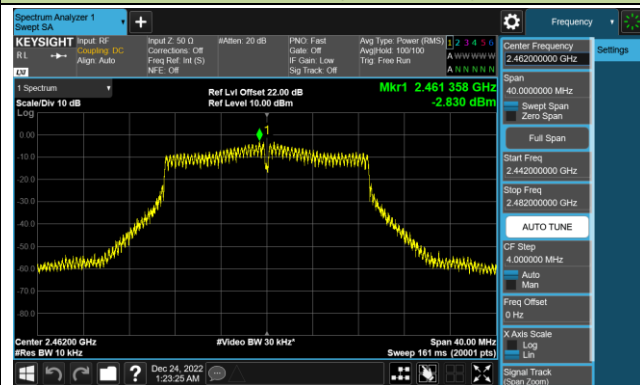 Spectrum Analyzer 1
Swept SA
+
Frequency
KEYSIGHT
RL
LXI
Input: RF
Coupling: DC
Align: Auto
Input Z: 50 Ω
Corrections: Off
Freq Ref: Int (S)
NFE: Off
#Atten: 20 dB
PNO: Fast
Gate: Off
IF Gain: Low
Sig Track: Off
Avg Type: Power (RMS)
Avg|Hold: 100/100
Trig: Free Run
1 2 3 4 5 6
A W W W W W
A N N N N N
1 Spectrum
Scale/Div 10 dB
Log
Ref Lvl Offset 22.00 dB
Ref Level 10.00 dBm
Mkr1 2.461 358 GHz
-2.830 dBm
1
0.00
-10.0
-20.0
-30.0
-40.0
-50.0
-60.0
-70.0
-80.0
Center 2.46200 GHz
#Res BW 10 kHz
#Video BW 30 kHz*
Span 40.00 MHz
Sweep 161 ms (20001 pts)
Dec 24, 2022
1:23:25 AM
Center Frequency
2.462000000 GHz
Span
40.0000000 MHz
Swept Span
Zero Span
Full Span
Start Freq
2.442000000 GHz
Stop Freq
2.482000000 GHz
AUTO TUNE
CF Step
4.000000 MHz
Auto
Man
Freq Offset
0 Hz
X Axis Scale
Log
Lin
Signal Track
(Span Zoom)
Settings